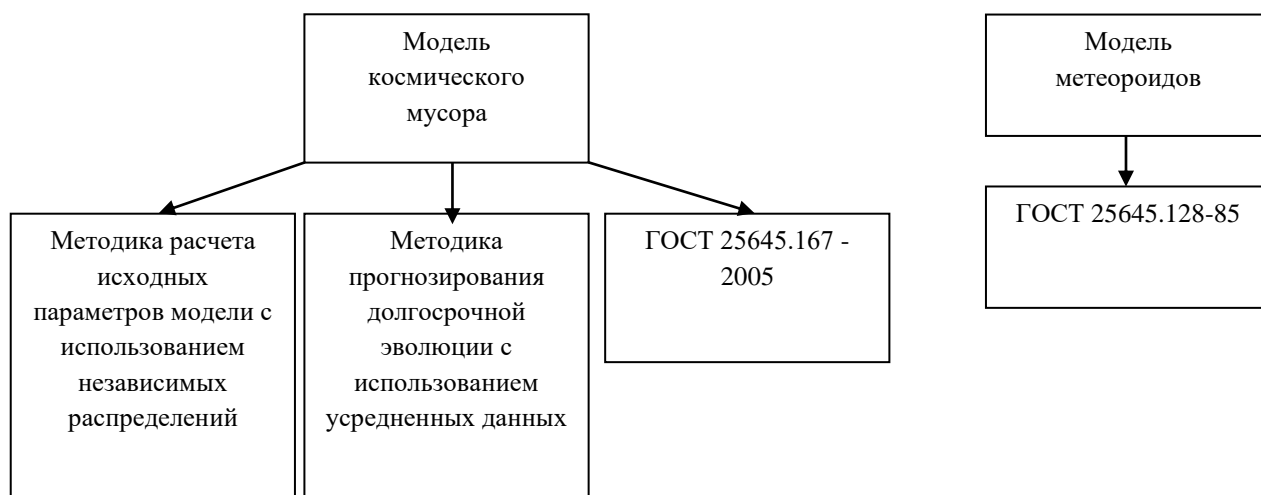 Модель
космического
мусора
Модель
метеороидов
Методика расчета
исходных
параметров модели с
использованием
независимых
распределений
Методика
прогнозирования
долгосрочной
эволюции с
использованием
усредненных данных
ГОСТ 25645.167 -
2005
ГОСТ 25645.128-85